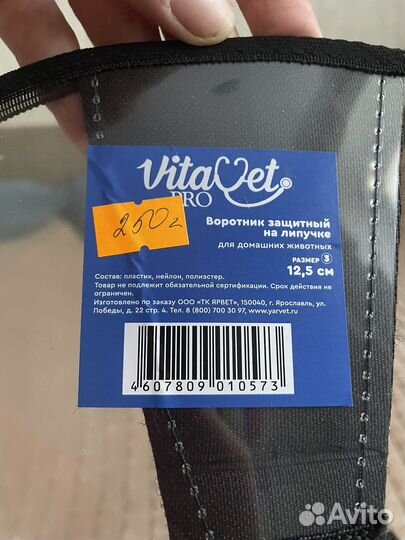 VitaVet®
PRO
250г
Воротник защитный
на липучке
для домашних животных
РАЗМЕР 3
12,5 см
Состав: пластик, нейлон, полиэстер.
Товар не подлежит обязательной сертификации. Срок действия не
ограничен.
Изготовлено по заказу ООО «ТК ЯРВЕТ», 150040, г. Ярославль, ул.
Победы, д. 22 стр. 4. Тел. 8 (800) 700 30 97, www.yarvet.ru
4 607809 010573
Avito